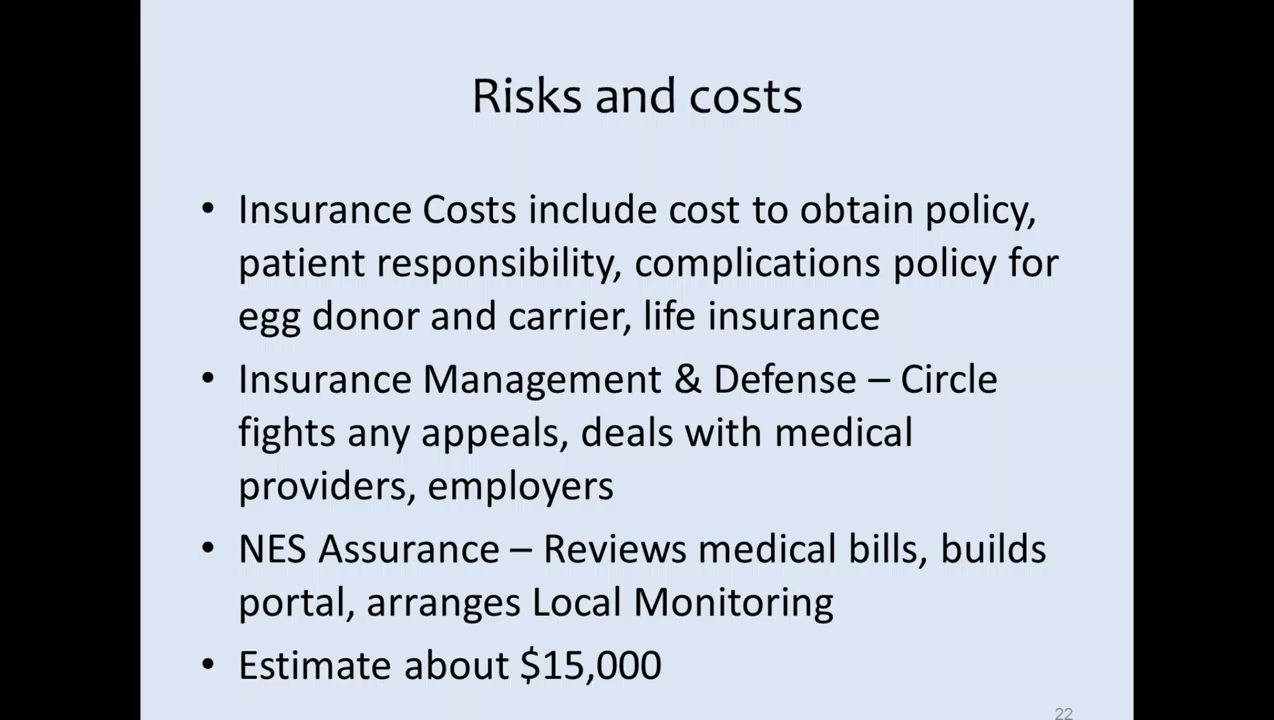 Risks and costs
• Insurance Costs include cost to obtain policy,
patient responsibility, complications policy for
egg donor and carrier, life insurance
• Insurance Management & Defense – Circle
fights any appeals, deals with medical
providers, employers
• NES Assurance – Reviews medical bills, builds
portal, arranges Local Monitoring
• Estimate about $15,000
22